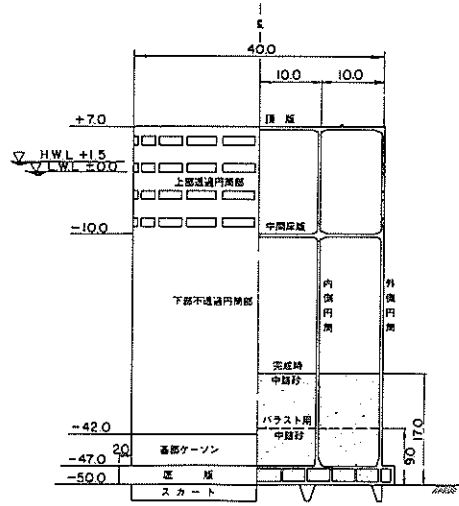 ℄
40.0
10.0
10.0
+7.0
頂版
HWL +1.5
LWL ±0.0
上部透過円筒部
-10.0
中間床版
下部不透過円筒部
内側円筒
外側円筒
完成時
中詰砂
バラスト用
中詰砂
-42.0
2.0
基部ケーソン
9.0
17.0
-47.0
底版
-50.0
スカート